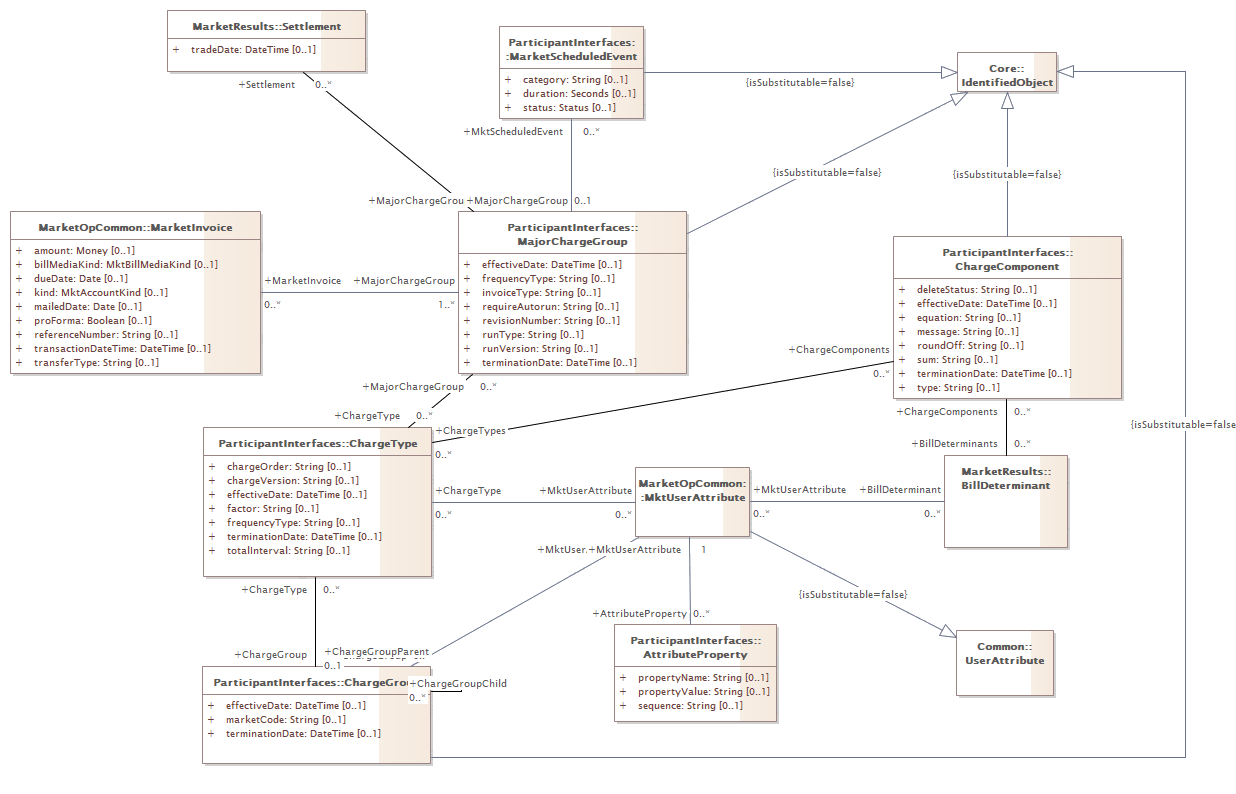 MarketResults::Settlement
+ tradeDate: DateTime [0..1]
+Settlement 0..*
ParticipantInterfaces:
:MarketScheduledEvent
+ category: String [0..1]
+ duration: Seconds [0..1]
+ status: Status [0..1]
+MktScheduledEvent 0..*
{isSubstitutable=false}
Core::
IdentifiedObject
{isSubstitutable=false}
{isSubstitutable=false}
+MajorChargeGrou +MajorChargeGroup 0..1
MarketOpCommon::MarketInvoice
+ amount: Money [0..1]
+ billMediaKind: MktBillMediaKind [0..1]
+ dueDate: Date [0..1]
+ kind: MktAccountKind [0..1]
+ mailedDate: Date [0..1]
+ proForma: Boolean [0..1]
+ referenceNumber: String [0..1]
+ transactionDateTime: DateTime [0..1]
+ transferType: String [0..1]
+MarketInvoice +MajorChargeGroup
0..* 1..*
ParticipantInterfaces::
MajorChargeGroup
+ effectiveDate: DateTime [0..1]
+ frequencyType: String [0..1]
+ invoiceType: String [0..1]
+ requireAutorun: String [0..1]
+ revisionNumber: String [0..1]
+ runType: String [0..1]
+ runVersion: String [0..1]
+ terminationDate: DateTime [0..1]
ParticipantInterfaces::
ChargeComponent
+ deleteStatus: String [0..1]
+ effectiveDate: DateTime [0..1]
+ equation: String [0..1]
+ message: String [0..1]
+ roundOff: String [0..1]
+ sum: String [0..1]
+ terminationDate: DateTime [0..1]
+ type: String [0..1]
+ChargeComponents
0..*
+MajorChargeGroup 0..*
+ChargeType 0..*
+ChargeTypes
0..*
+ChargeComponents 0..*
+BillDeterminants 0..*
{isSubstitutable=false
ParticipantInterfaces::ChargeType
+ chargeOrder: String [0..1]
+ chargeVersion: String [0..1]
+ effectiveDate: DateTime [0..1]
+ factor: String [0..1]
+ frequencyType: String [0..1]
+ terminationDate: DateTime [0..1]
+ totalInterval: String [0..1]
+ChargeType +MktUserAttribute
0..* 0..*
MarketOpCommon:
:MktUserAttribute
+MktUserAttribute +BillDeterminant
0..* 0..*
MarketResults::
BillDeterminant
+MktUser. +MktUserAttribute 1
+ChargeType 0..*
{isSubstitutable=false}
+AttributeProperty 0..*
ParticipantInterfaces::
AttributeProperty
+ propertyName: String [0..1]
+ propertyValue: String [0..1]
+ sequence: String [0..1]
Common::
UserAttribute
+ChargeGroup
0..1
+ChargeGroupParent
ParticipantInterfaces::ChargeGrou
+ChargeGroupChild
0..*
+ effectiveDate: DateTime [0..1]
+ marketCode: String [0..1]
+ terminationDate: DateTime [0..1]